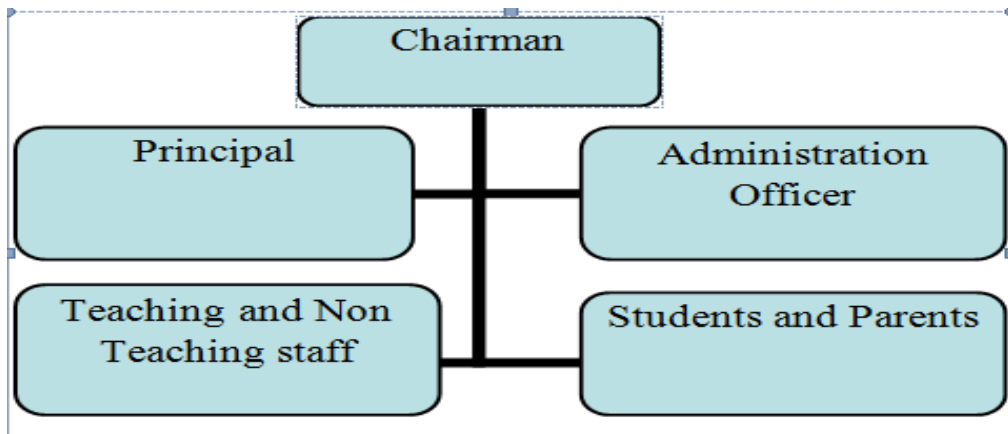 Chairman
Principal
Administration
Officer
Teaching and Non
Teaching staff
Students and Parents